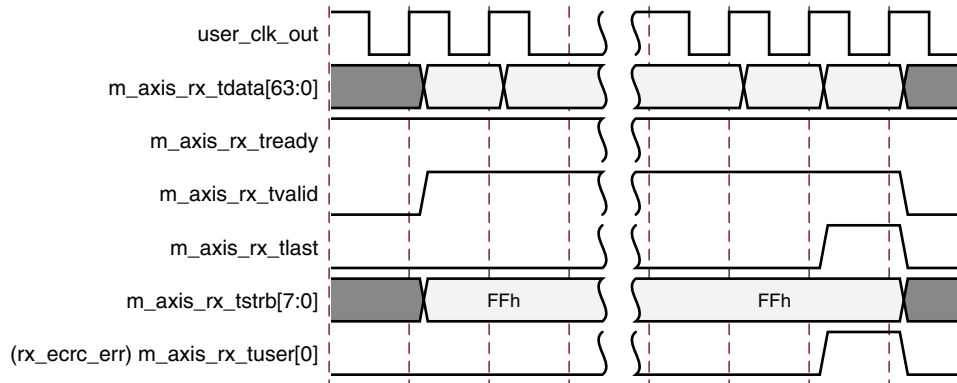 user_clk_out
m_axis_rx_tdata[63:0]
m_axis_rx_tready
m_axis_rx_tvalid
m_axis_rx_tlast
m_axis_rx_tstrb[7:0] FFh FFh
(rx_ecrc_err) m_axis_rx_tuser[0]